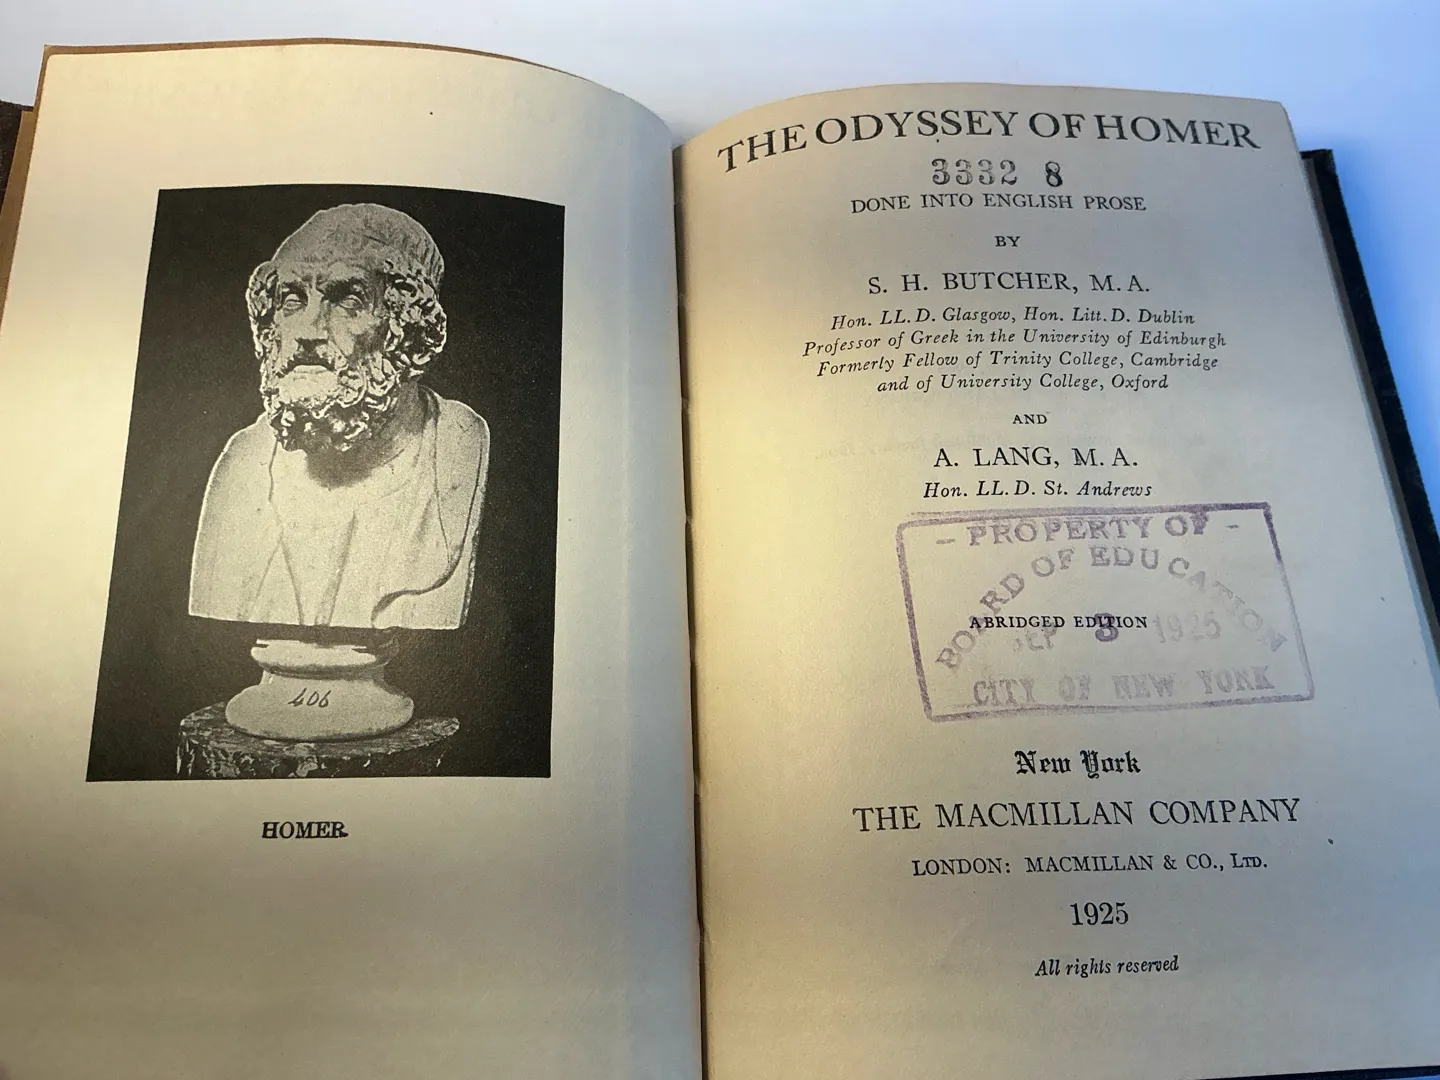 406
HOMER
THE ODYSSEY OF HOMER
3332 8
DONE INTO ENGLISH PROSE
BY
S. H. BUTCHER, M. A.
Hon. LL. D. Glasgow, Hon. Litt. D. Dublin
Professor of Greek in the University of Edinburgh
Formerly Fellow of Trinity College, Cambridge
and of University College, Oxford
AND
A. LANG, M. A.
Hon. LL. D. St. Andrews
- PROPERTY OF -
BOARD OF EDUCATION
ABRIDGED EDITION
SEP 3 1925
CITY OF NEW YORK
New York
THE MACMILLAN COMPANY
LONDON: MACMILLAN & CO., LTD.
1925
All rights reserved